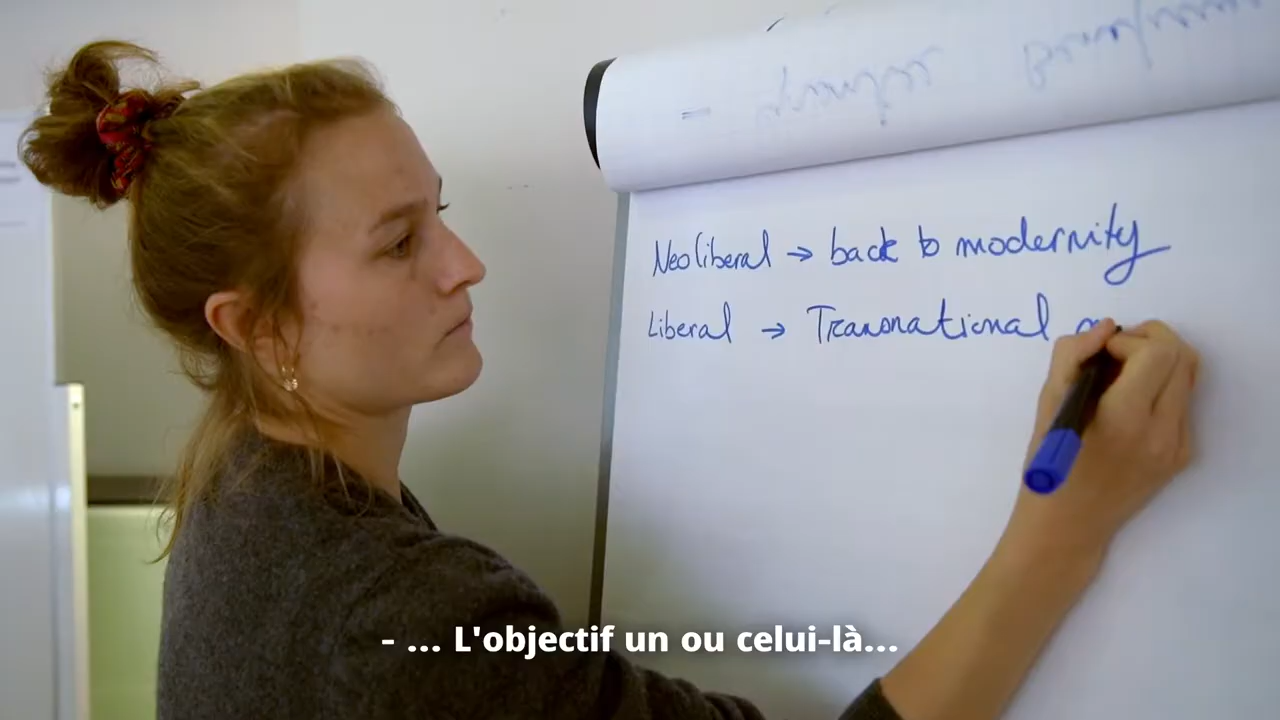 Neoliberal → back to modernity
Liberal → Transnational
- ... L'objectif un ou celui-là...